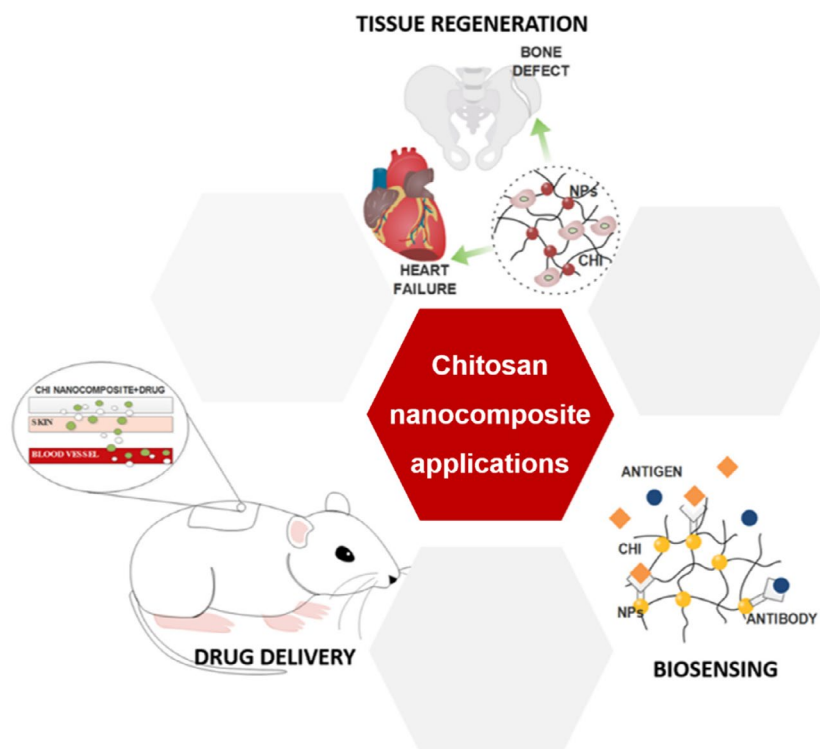 TISSUE REGENERATION
BONE
DEFECT
NPs
CHI
HEART
FAILURE
Chitosan
nanocomposite
applications
CHI NANOCOMPOSITE+DRUG
SKIN
BLOOD VESSEL
DRUG DELIVERY
ANTIGEN
CHI
NPs
ANTIBODY
BIOSENSING